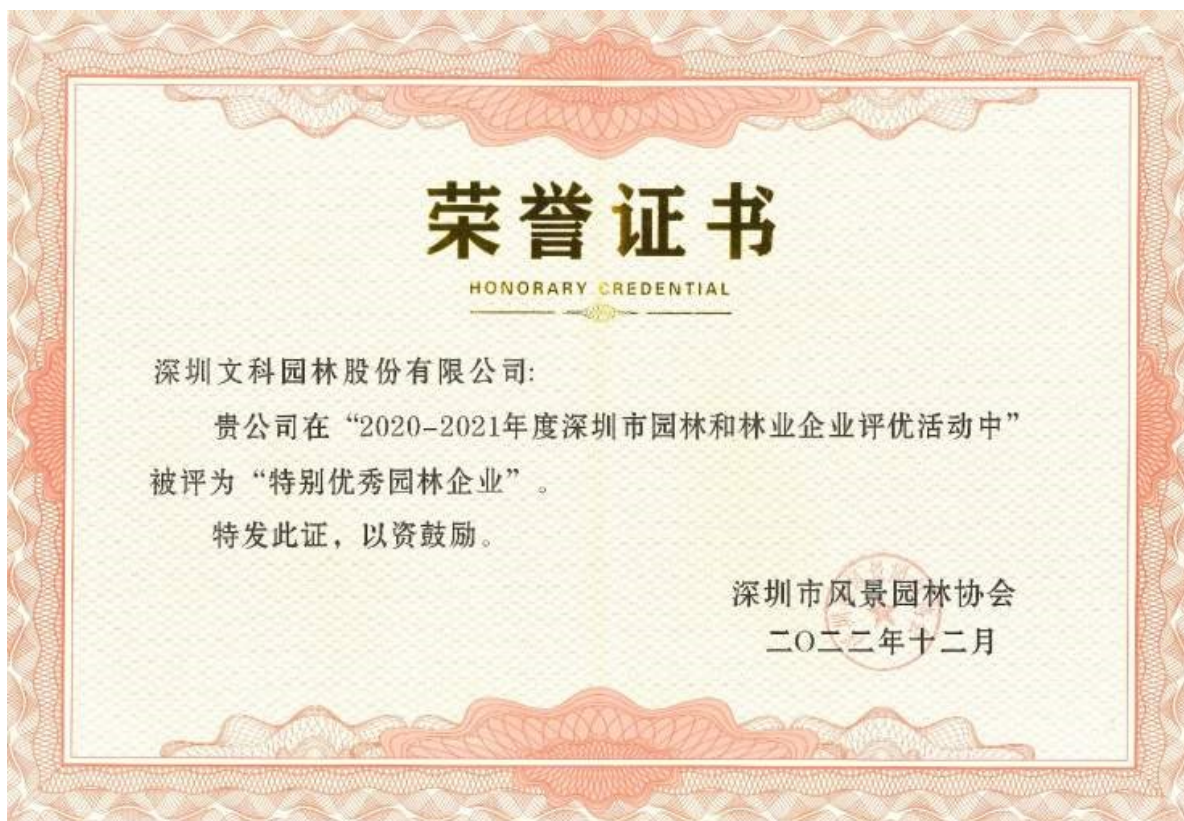 荣誉证书
HONORARY CREDENTIAL
深圳文科园林股份有限公司:
贵公司在“2020-2021年度深圳市园林和林业企业评优活动中”
被评为“特别优秀园林企业”。
特发此证，以资鼓励。
深圳市风景园林协会
二〇二二年十二月